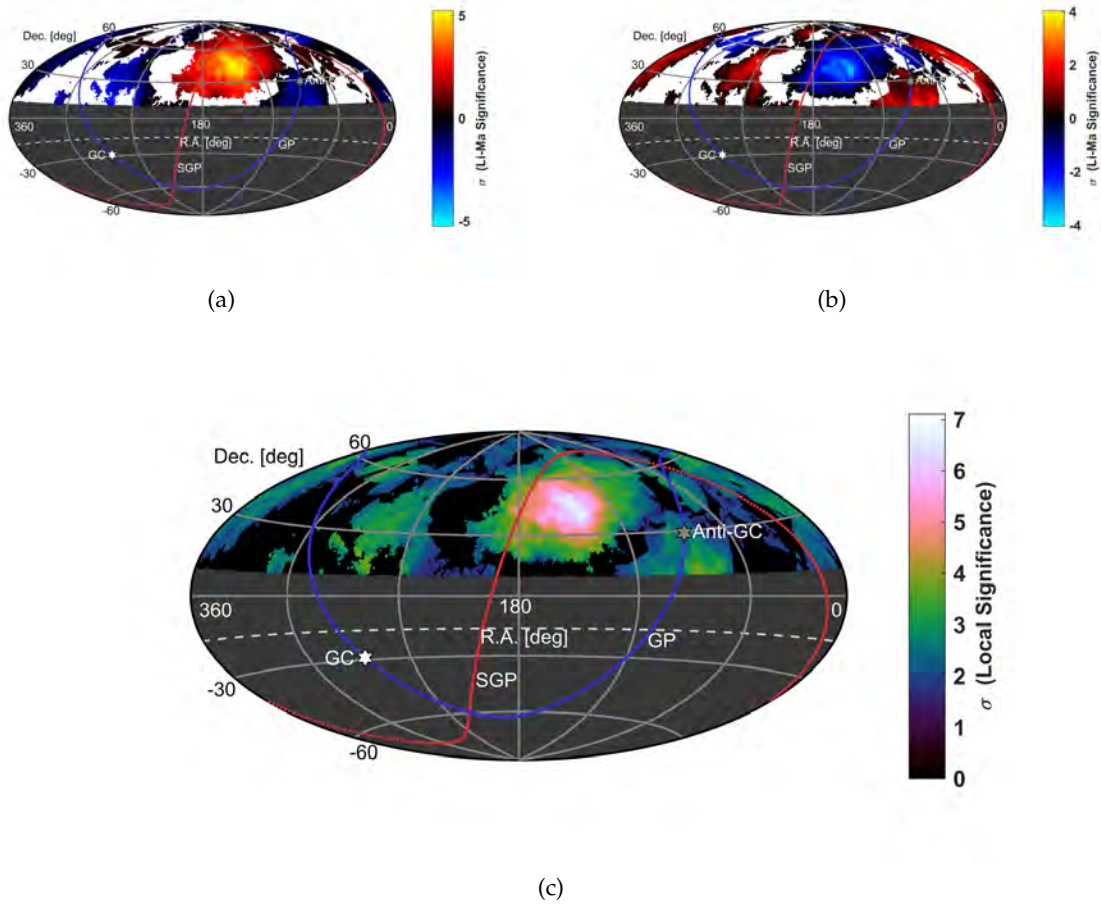 60
5
60
4
Dec. [deg]
Dec. [deg]
30
30
2
360
180
0
0
360
180
0
0
R.A. [deg]
R.A. [deg]
GC
GP
GC
GP
-30
SGP
-30
SGP
-2
-60
-5
-60
-4
σ (Li-Ma Significance)
σ (Li-Ma Significance)
(a)
(b)
60
7
Dec. [deg]
6
30
5
Anti-GC
4
360
180
0
3
R.A. [deg]
GP
GC
2
-30
SGP
1
-60
0
σ (Local Significance)
(c)